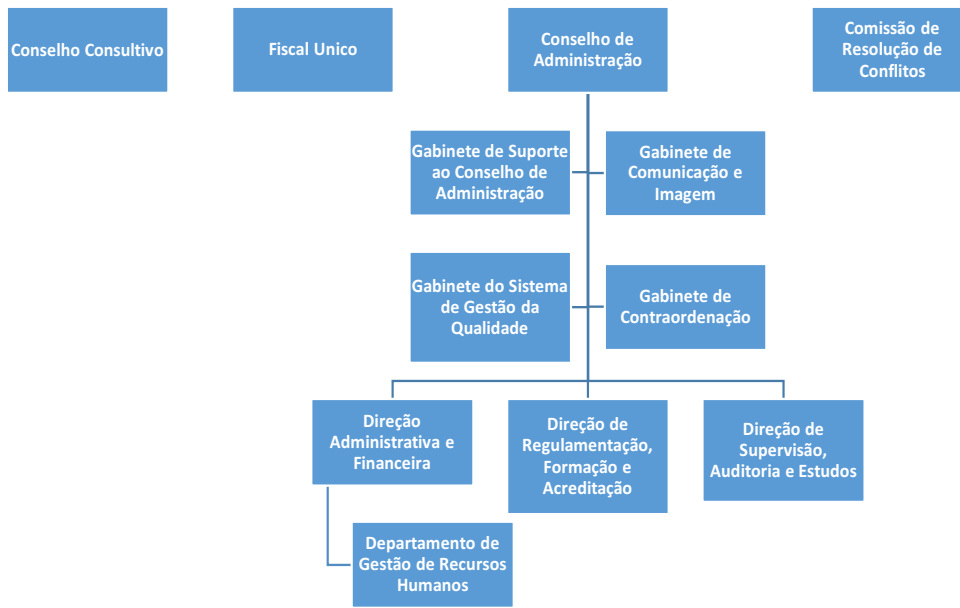 Conselho Consultivo
Fiscal Unico
Conselho de
Administração
Comissão de
Resolução de
Conflitos
Gabinete de Suporte
ao Conselho de
Administração
Gabinete de
Comunicação e
Imagem
Gabinete do Sistema
de Gestão da
Qualidade
Gabinete de
Contraordenação
Direção
Administrativa e
Financeira
Direção de
Regulamentação,
Formação e
Acreditação
Direção de
Supervisão,
Auditoria e Estudos
Departamento de
Gestão de Recursos
Humanos